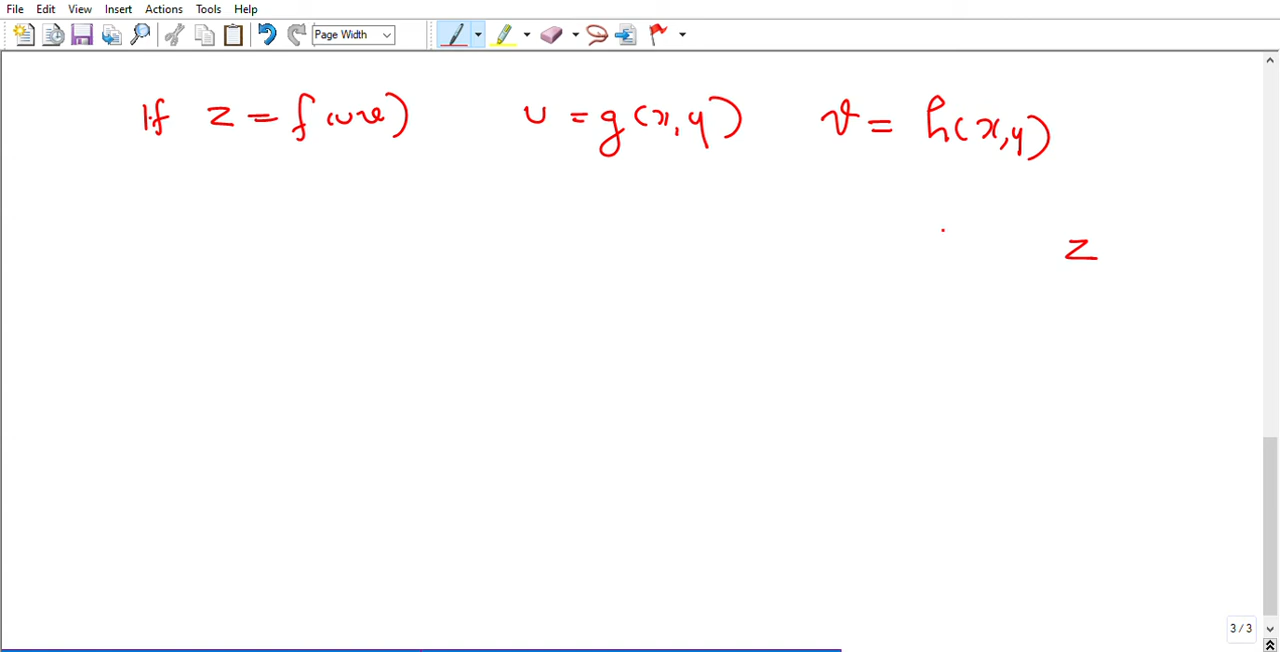 File Edit View Insert Actions Tools Help
Page Width
If z = f(u,v) u = g(x,y) v = h(x,y)
z
3 / 3